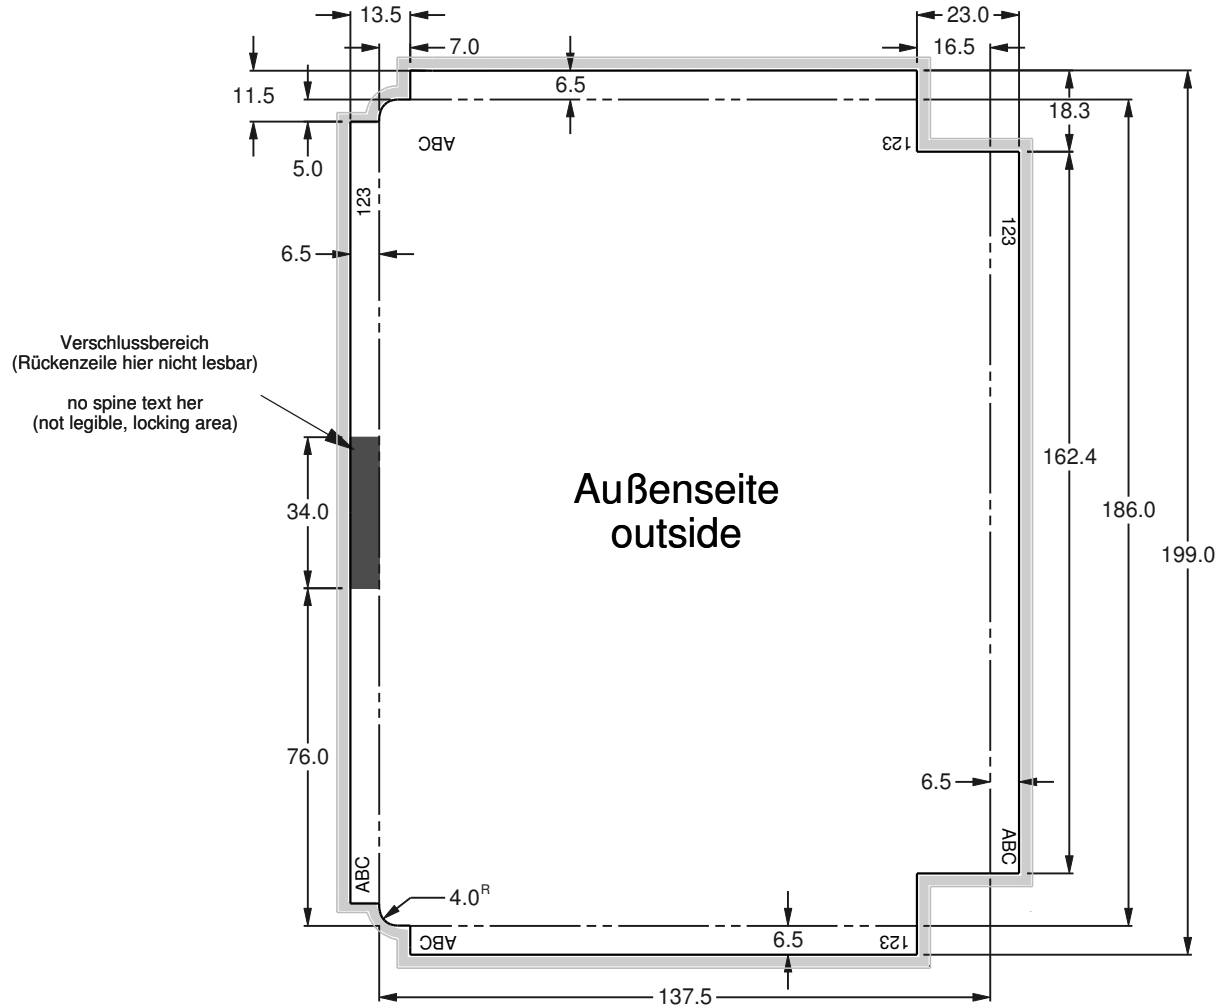 13.5
23.0
7.0
16.5
11.5
6.5
18.3
ABC
123
5.0
123
123
6.5
Verschlussbereich
(Rückenzeile hier nicht lesbar)
no spine text her
(not legible, locking area)
162.4
Außenseite
outside
34.0
186.0
199.0
76.0
6.5
ABC
ABC
4.0R
ABC
6.5
123
137.5